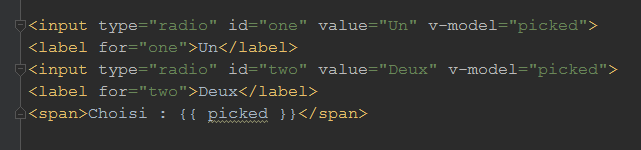 <input type="radio" id="one" value="Un" v-model="picked">
<label for="one">Un</label>
<input type="radio" id="two" value="Deux" v-model="picked">
<label for="two">Deux</label>
<span>Choisi : {{ picked }}</span>